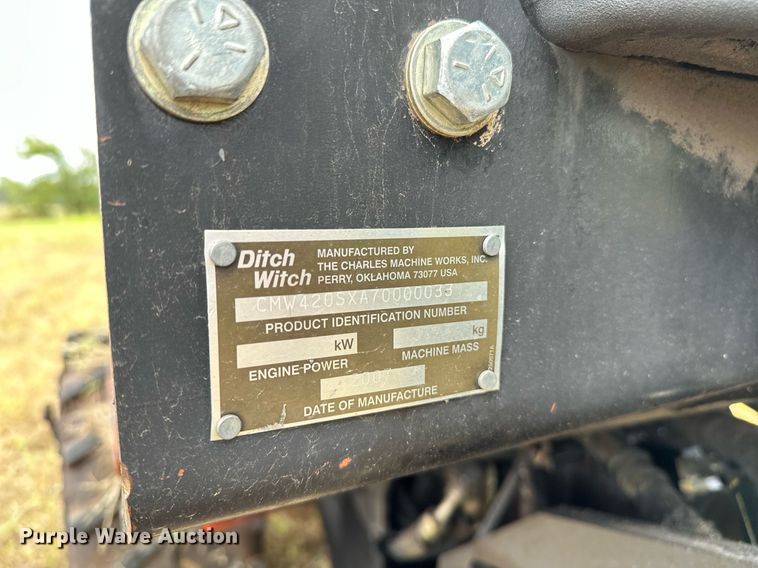 Ditch Witch
MANUFACTURED BY
THE CHARLES MACHINE WORKS, INC.
PERRY, OKLAHOMA 73077 USA
CMW420SXA70000033
PRODUCT IDENTIFICATION NUMBER
kW
ENGINE POWER
kg
MACHINE MASS
2007
DATE OF MANUFACTURE
Purple Wave Auction